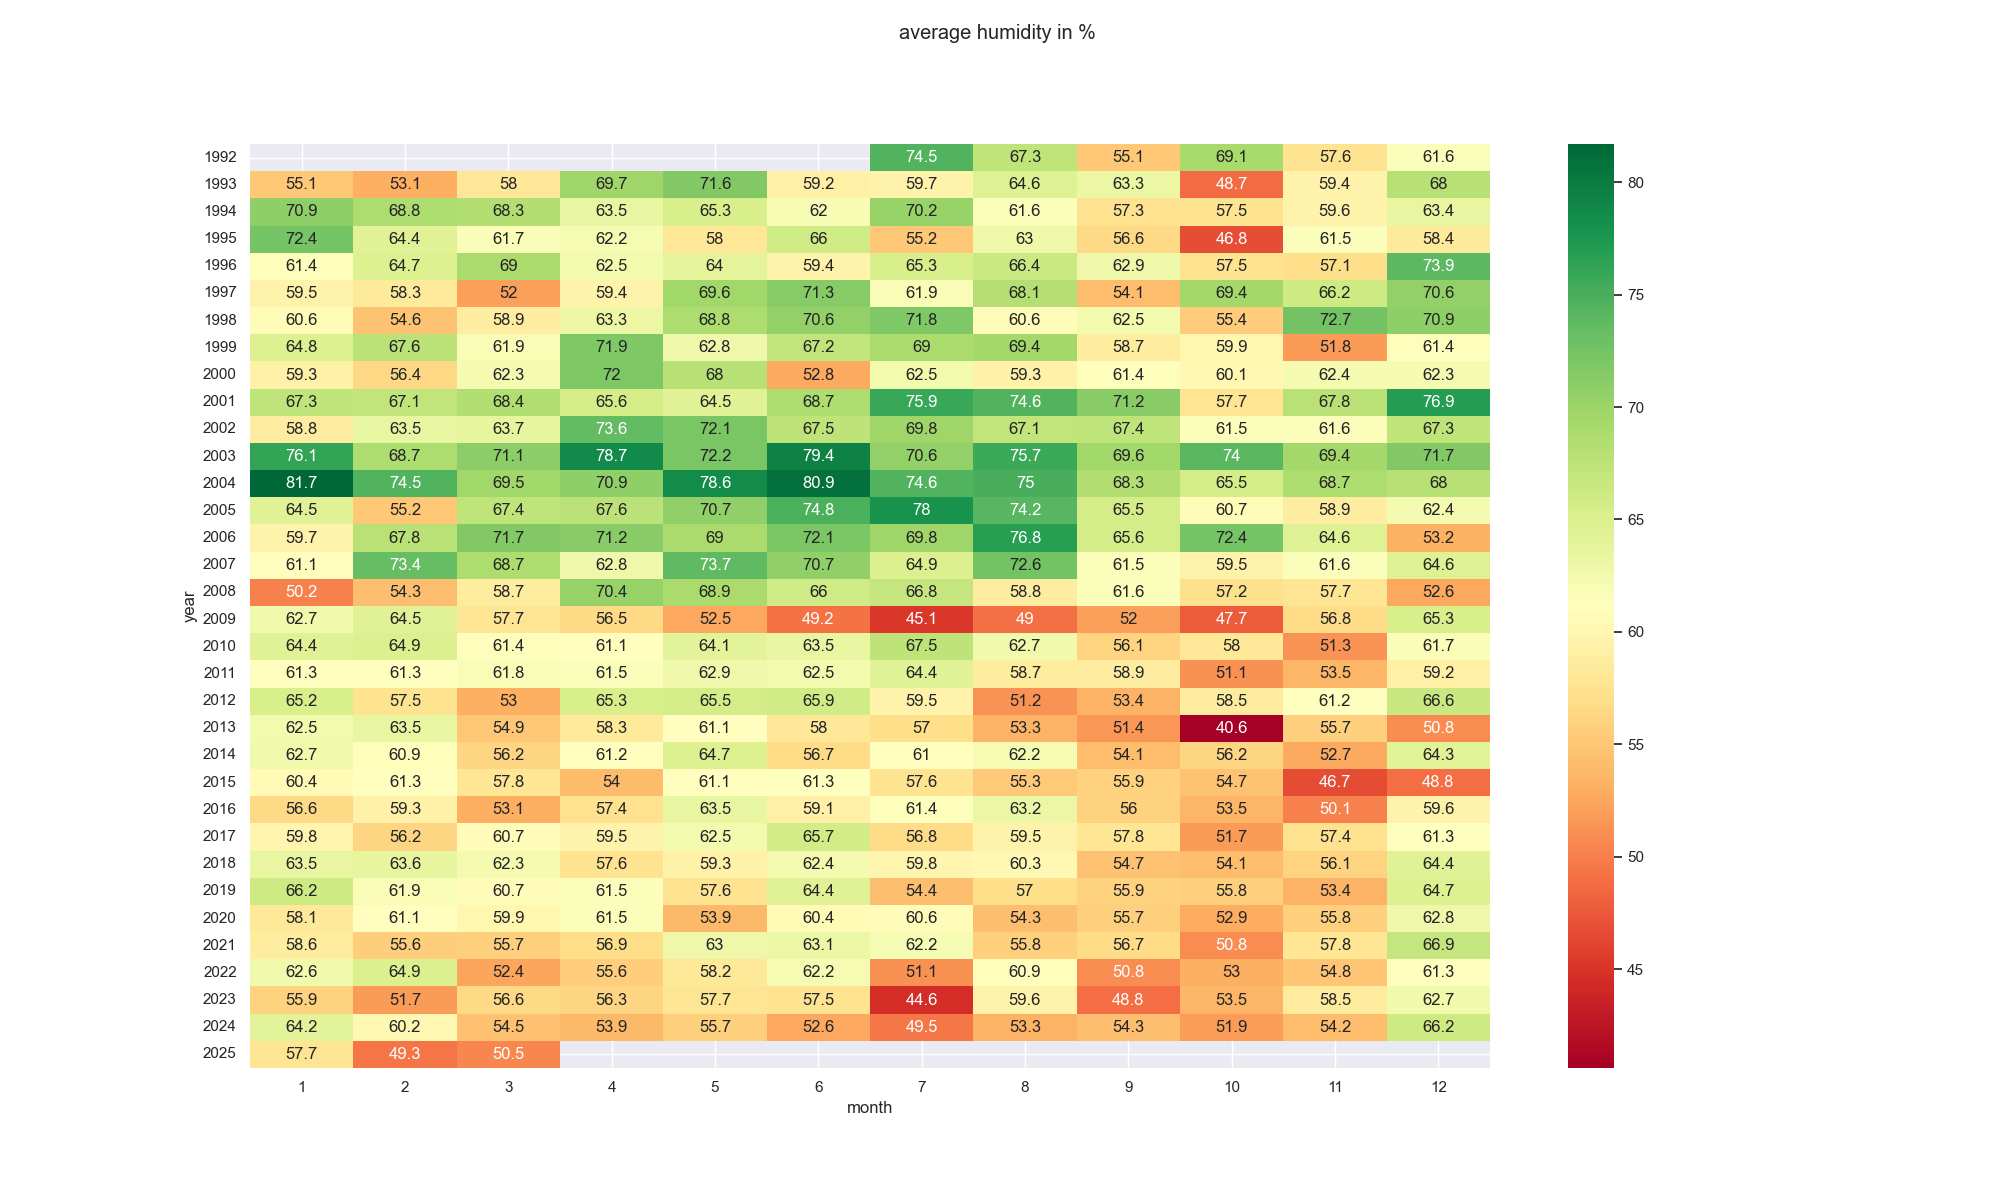 average humidity in %
1992 74.5 67.3 55.1 69.1 57.6 61.6
1993 55.1 53.1 58 69.7 71.6 59.2 59.7 64.6 63.3 48.7 59.4 68
1994 70.9 68.8 68.3 63.5 65.3 62 70.2 61.6 57.3 57.5 59.6 63.4
1995 72.4 64.4 61.7 62.2 58 66 55.2 63 56.6 46.8 61.5 58.4
1996 61.4 64.7 69 62.5 64 59.4 65.3 66.4 62.9 57.5 57.1 73.9
1997 59.5 58.3 52 59.4 69.6 71.3 61.9 68.1 54.1 69.4 66.2 70.6
1998 60.6 54.6 58.9 63.3 68.8 70.6 71.8 60.6 62.5 55.4 72.7 70.9
1999 64.8 67.6 61.9 71.9 62.8 67.2 69 69.4 58.7 59.9 51.8 61.4
2000 59.3 56.4 62.3 72 68 52.8 62.5 59.3 61.4 60.1 62.4 62.3
2001 67.3 67.1 68.4 65.6 64.5 68.7 75.9 74.6 71.2 57.7 67.8 76.9
2002 58.8 63.5 63.7 73.6 72.1 67.5 69.8 67.1 67.4 61.5 61.6 67.3
2003 76.1 68.7 71.1 78.7 72.2 79.4 70.6 75.7 69.6 74 69.4 71.7
2004 81.7 74.5 69.5 70.9 78.6 80.9 74.6 75 68.3 65.5 68.7 68
2005 64.5 55.2 67.4 67.6 70.7 74.8 78 74.2 65.5 60.7 58.9 62.4
2006 59.7 67.8 71.7 71.2 69 72.1 69.8 76.8 65.6 72.4 64.6 53.2
2007 61.1 73.4 68.7 62.8 73.7 70.7 64.9 72.6 61.5 59.5 61.6 64.6
2008 50.2 54.3 58.7 70.4 68.9 66 66.8 58.8 61.6 57.2 57.7 52.6
2009 62.7 64.5 57.7 56.5 52.5 49.2 45.1 49 52 47.7 56.8 65.3
2010 64.4 64.9 61.4 61.1 64.1 63.5 67.5 62.7 56.1 58 51.3 61.7
2011 61.3 61.3 61.8 61.5 62.9 62.5 64.4 58.7 58.9 51.1 53.5 59.2
2012 65.2 57.5 53 65.3 65.5 65.9 59.5 51.2 53.4 58.5 61.2 66.6
2013 62.5 63.5 54.9 58.3 61.1 58 57 53.3 51.4 40.6 55.7 50.8
2014 62.7 60.9 56.2 61.2 64.7 56.7 61 62.2 54.1 56.2 52.7 64.3
2015 60.4 61.3 57.8 54 61.1 61.3 57.6 55.3 55.9 54.7 46.7 48.8
2016 56.6 59.3 53.1 57.4 63.5 59.1 61.4 63.2 56 53.5 50.1 59.6
2017 59.8 56.2 60.7 59.5 62.5 65.7 56.8 59.5 57.8 51.7 57.4 61.3
2018 63.5 63.6 62.3 57.6 59.3 62.4 59.8 60.3 54.7 54.1 56.1 64.4
2019 66.2 61.9 60.7 61.5 57.6 64.4 54.4 57 55.9 55.8 53.4 64.7
2020 58.1 61.1 59.9 61.5 53.9 60.4 60.6 54.3 55.7 52.9 55.8 62.8
2021 58.6 55.6 55.7 56.9 63 63.1 62.2 55.8 56.7 50.8 57.8 66.9
2022 62.6 64.9 52.4 55.6 58.2 62.2 51.1 60.9 50.8 53 54.8 61.3
2023 55.9 51.7 56.6 56.3 57.7 57.5 44.6 59.6 48.8 53.5 58.5 62.7
2024 64.2 60.2 54.5 53.9 55.7 52.6 49.5 53.3 54.3 51.9 54.2 66.2
2025 57.7 49.3 50.5
1 2 3 4 5 6 7 8 9 10 11 12
month
year
80
75
70
65
60
55
50
45